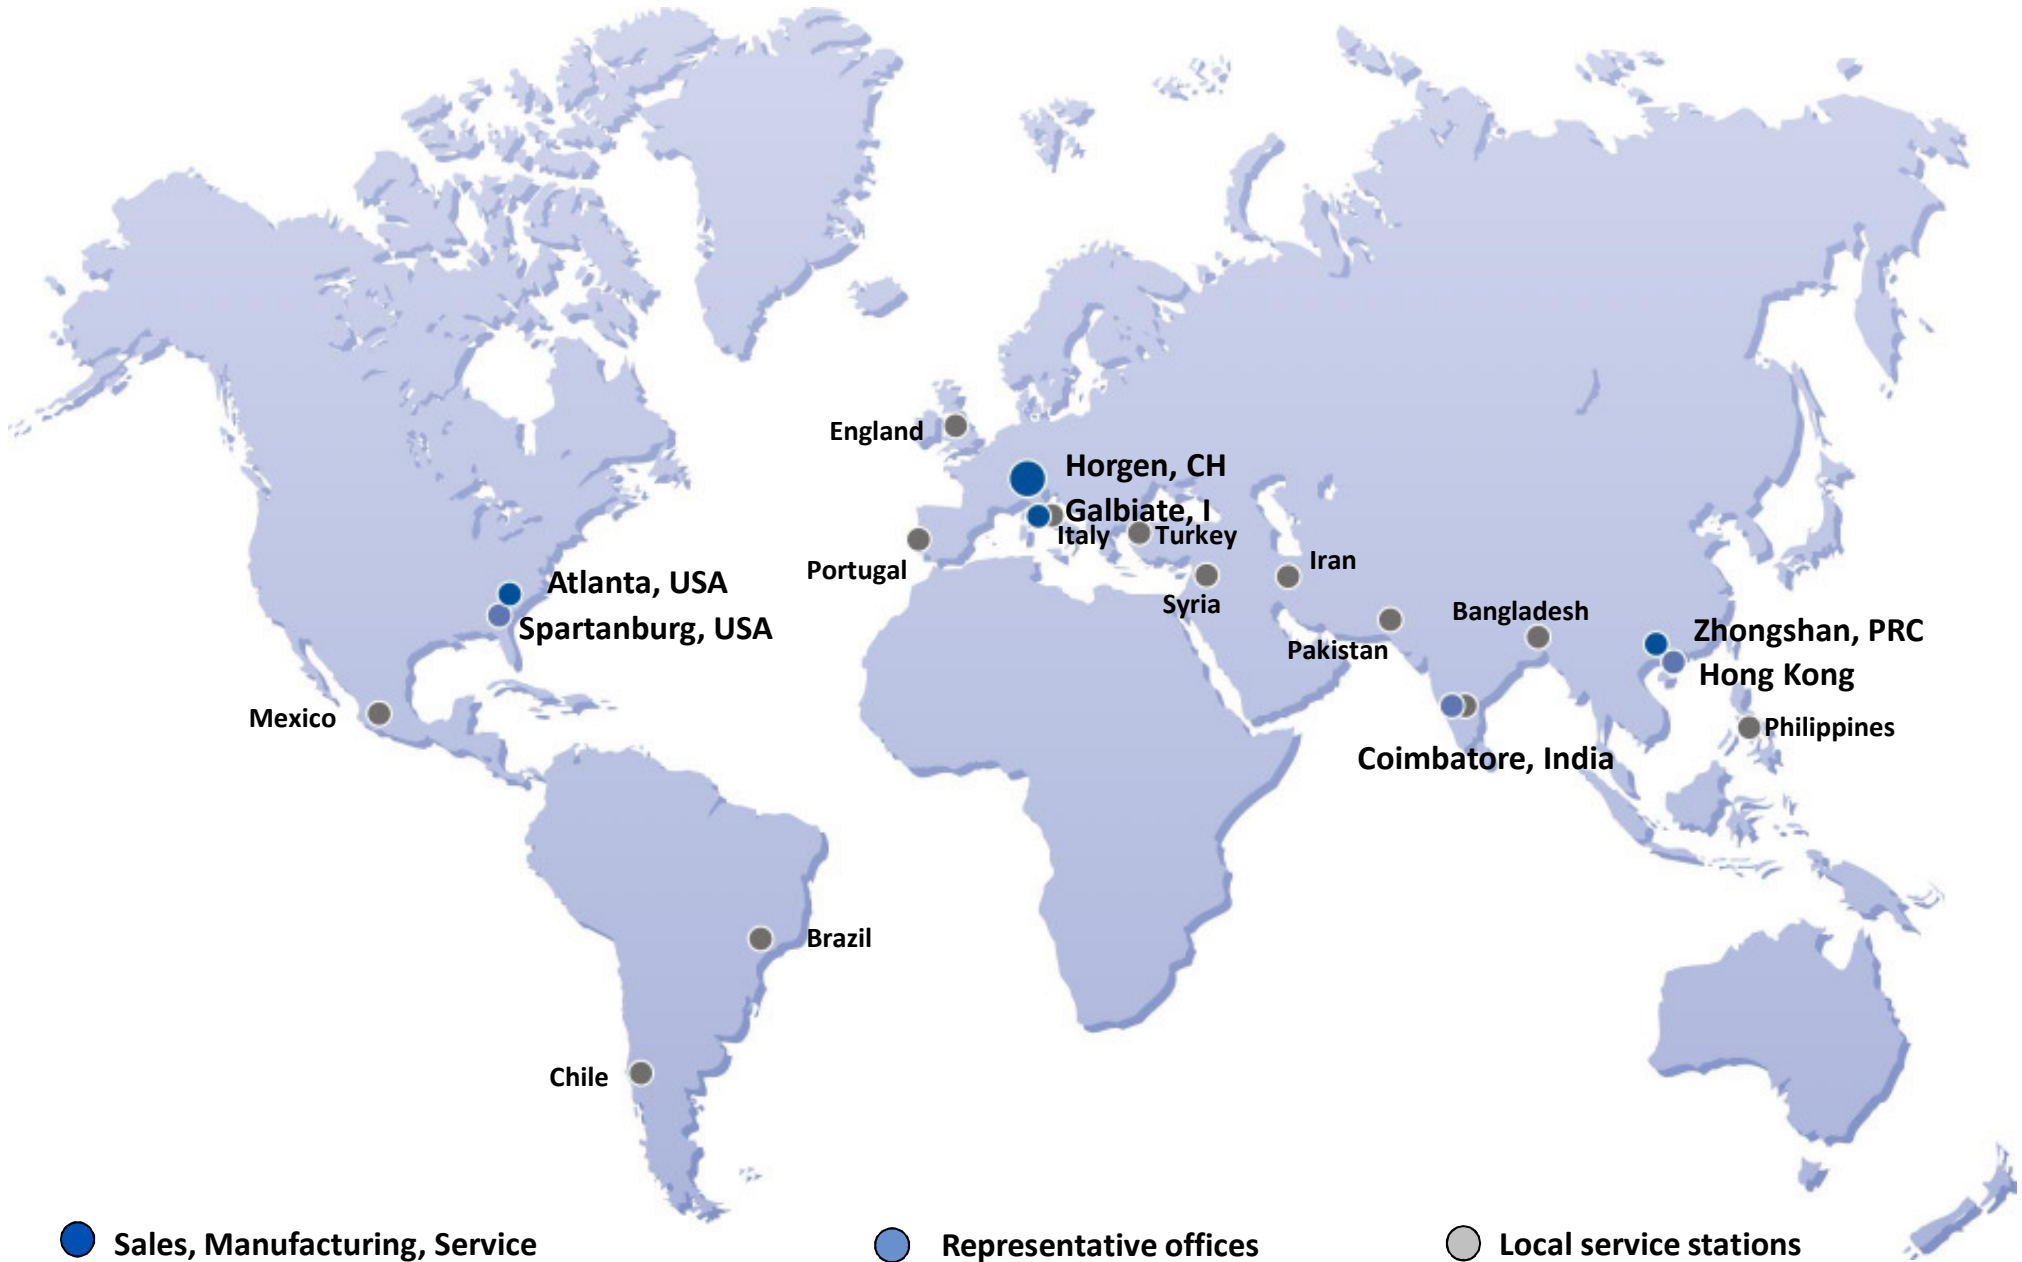 England
Horgen, CH
Galbiate, I
Italy
Turkey
Portugal
Iran
Atlanta, USA
Syria
Bangladesh
Spartanburg, USA
Zhongshan, PRC
Pakistan
Hong Kong
Mexico
Philippines
Coimbatore, India
Brazil
Chile
Sales, Manufacturing, Service
Representative offices
Local service stations